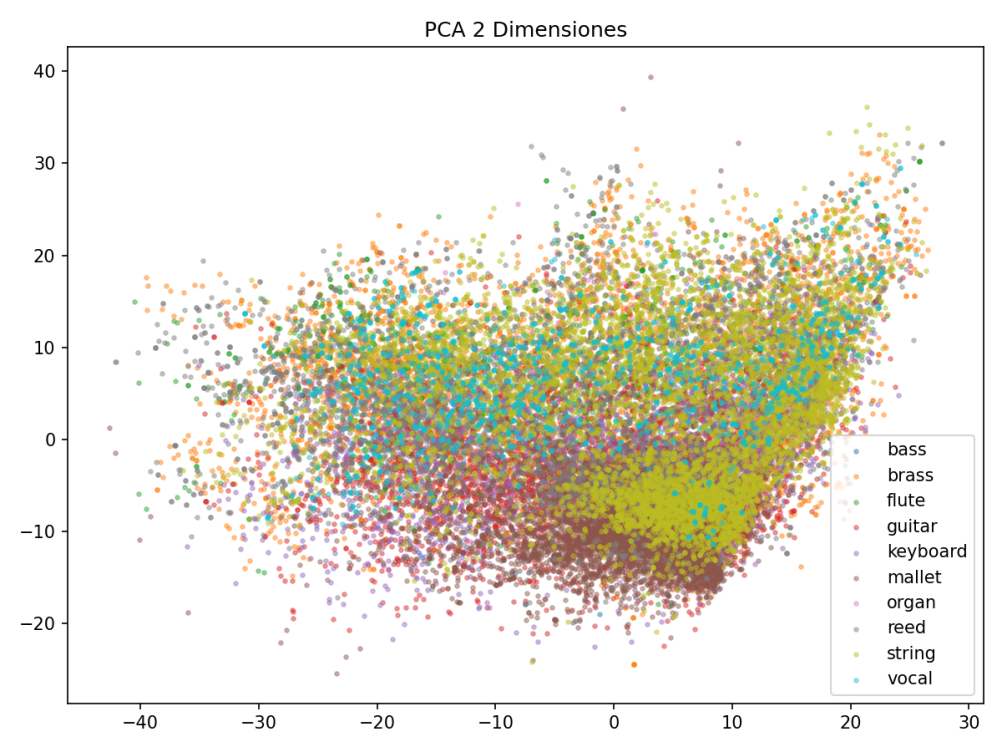 PCA 2 Dimensiones
40
30
20
10
0
−10
−20
−40
−30
−20
−10
0
10
20
30
bass
brass
flute
guitar
keyboard
mallet
organ
reed
string
vocal